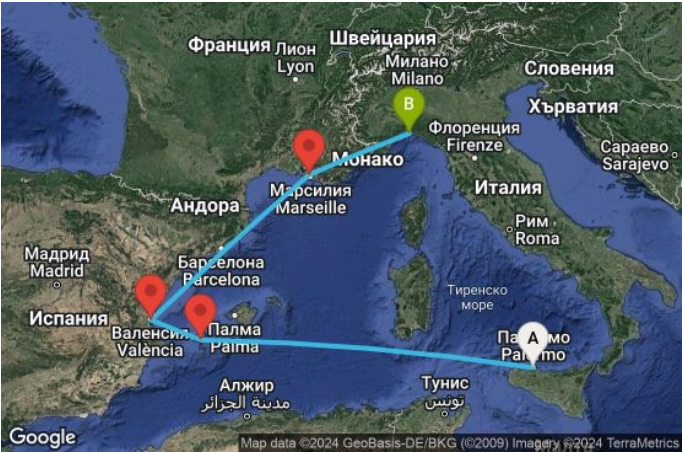 Франция
Лион
Lyon
Швейцария
Милано
Milano
Словения
B
Хърватия
Флоренция
Firenze
Сараево
Sarajevo
Монако
Марсилия
Marseille
Италия
Андора
Рим
Roma
Мадрид
Madrid
Барселона
Barcelona
Тиренско
море
Испания
Валенсия
València
Палма
Palma
A
Алжир
مدينة الجزائر
Тунис
تونس
Google
Map data ©2024 GeoBasis-DE/BKG (©2009) Imagery ©2024 TerraMetrics